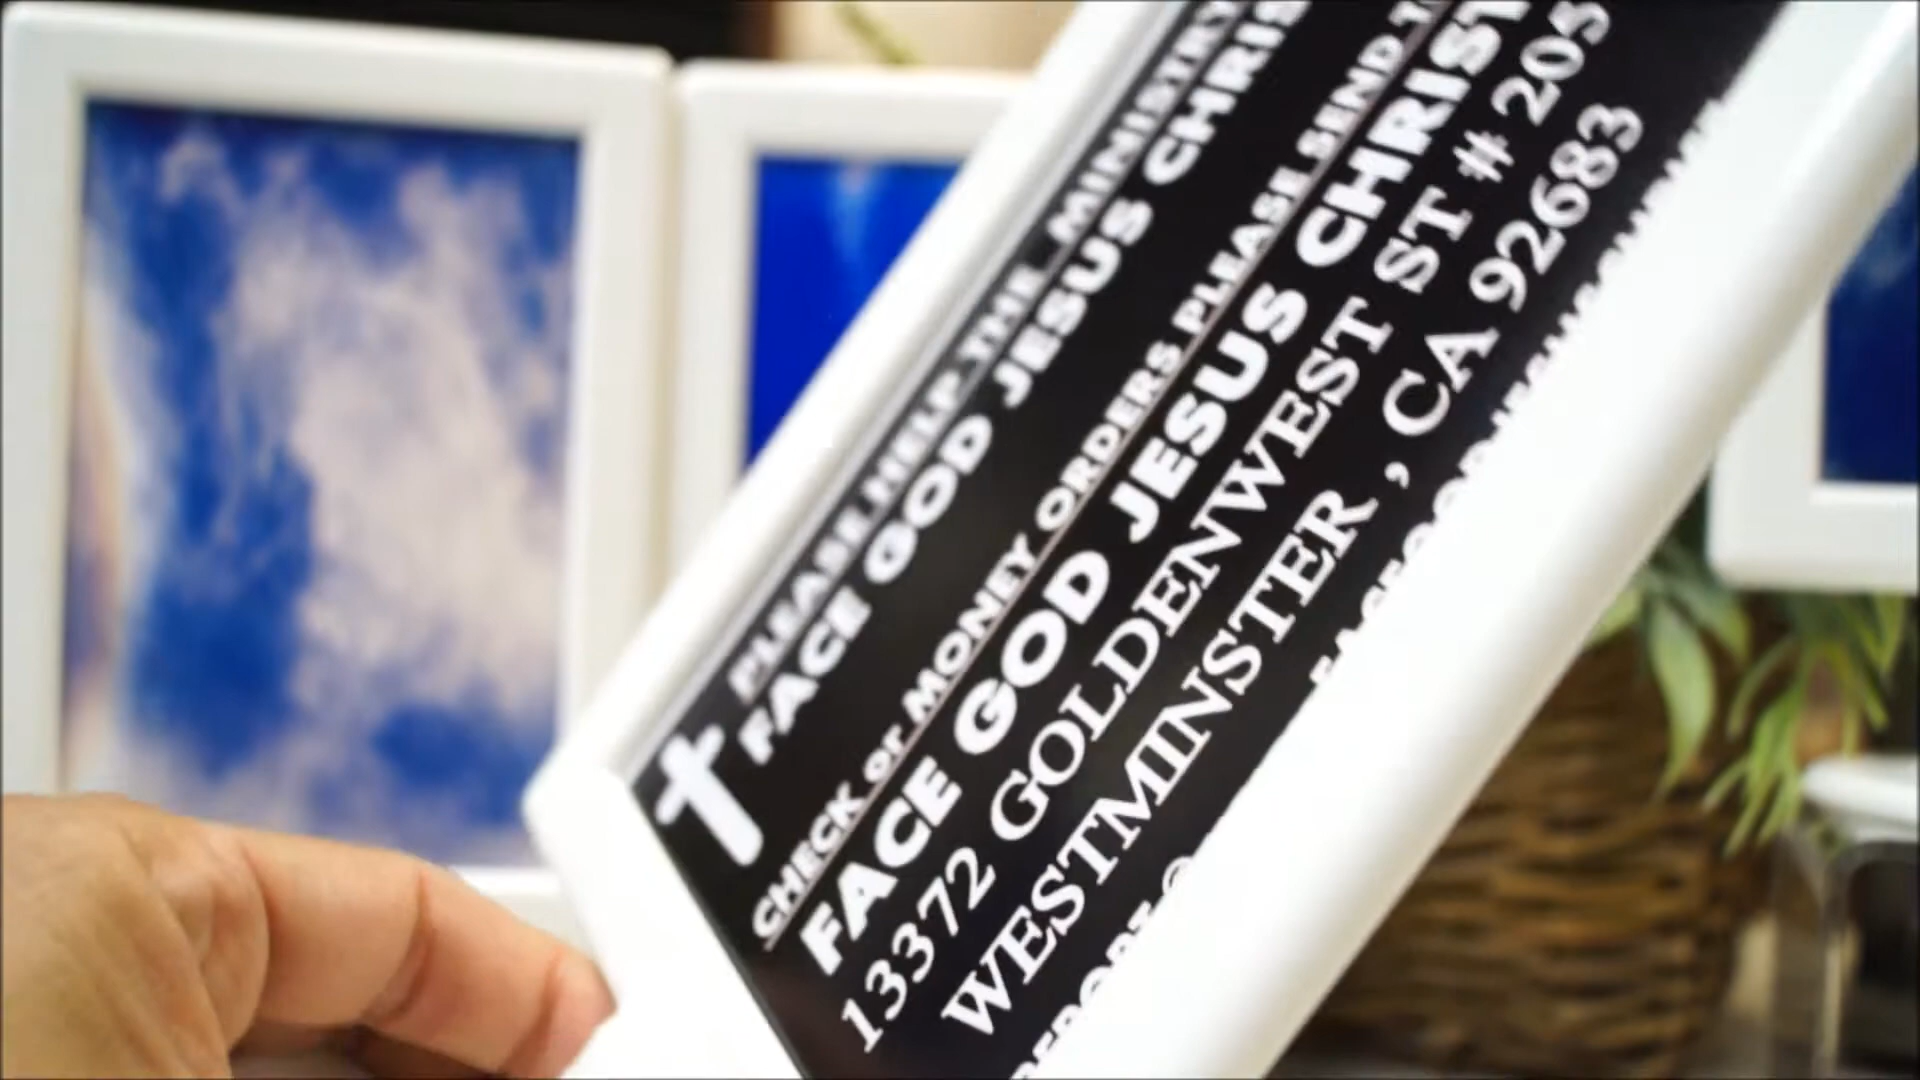 PLEASE HELP THE MINISTRY
FACE GOD JESUS CHRIS
CHECK or MONEY ORDERS PLEASE SEND TO
FACE GOD JESUS CHRIST
13372 GOLDENWEST ST # 205
WESTMINSTER , CA 92683